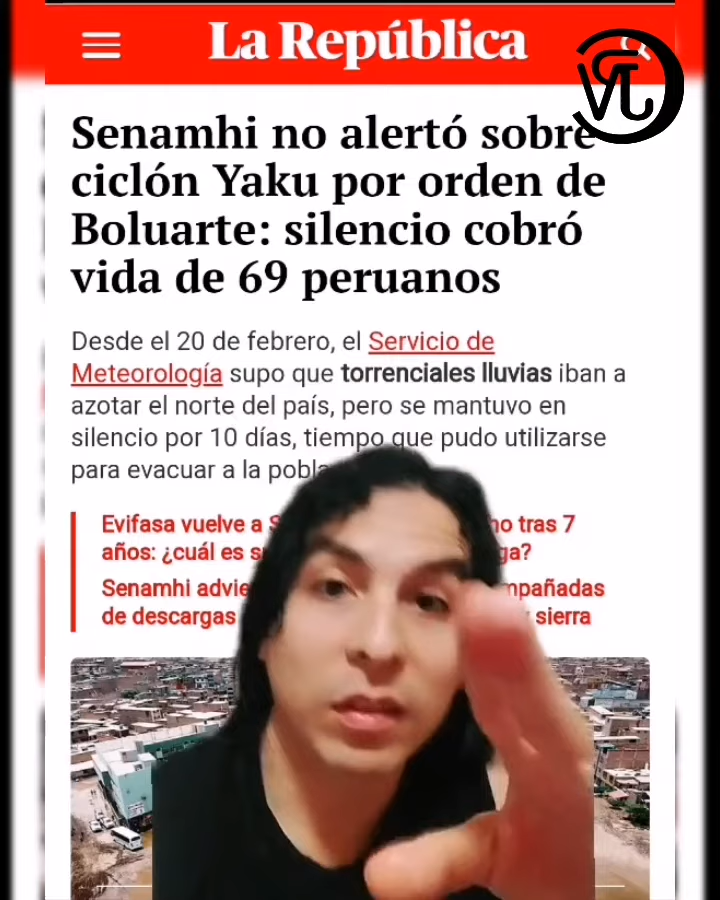 La República
Senamhi no alertó sobre
ciclón Yaku por orden de
Boluarte: silencio cobró
vida de 69 peruanos
Desde el 20 de febrero, el Servicio de
Meteorología supo que torrenciales lluvias iban a
azotar el norte del país, pero se mantuvo en
silencio por 10 días, tiempo que pudo utilizarse
para evacuar a la
Evifasa vuelve a tras 7
años: ¿cuál es
Senamhi
de descargas sierra